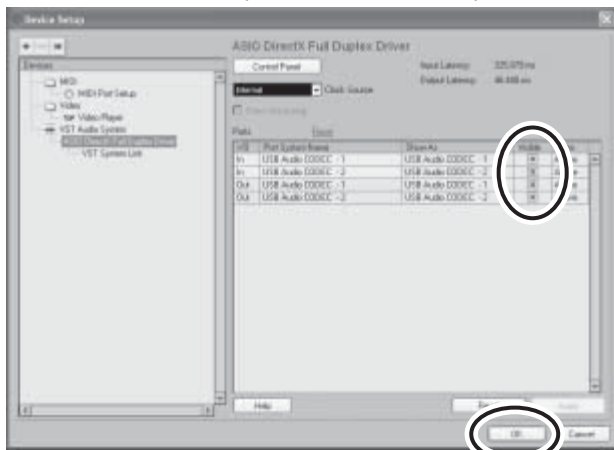 Device Setup
ASIO DirectX Full Duplex Driver
Devices
Control Panel
Input Latency:
Output Latency:
Internal
Clock Source
MIDI
MIDI Port Setup
Video
Video Player
VST Audio System
ASIO DirectX Full Duplex Driver
VST System Link
Ports
Reset
I/O Port System Name Show As Visible
In USB Audio CODEC - 1 USB Audio CODEC - 1
In USB Audio CODEC - 2 USB Audio CODEC - 2
Out USB Audio CODEC - 1 USB Audio CODEC - 1
Out USB Audio CODEC - 2 USB Audio CODEC - 2
Help
Apply
OK
Cancel